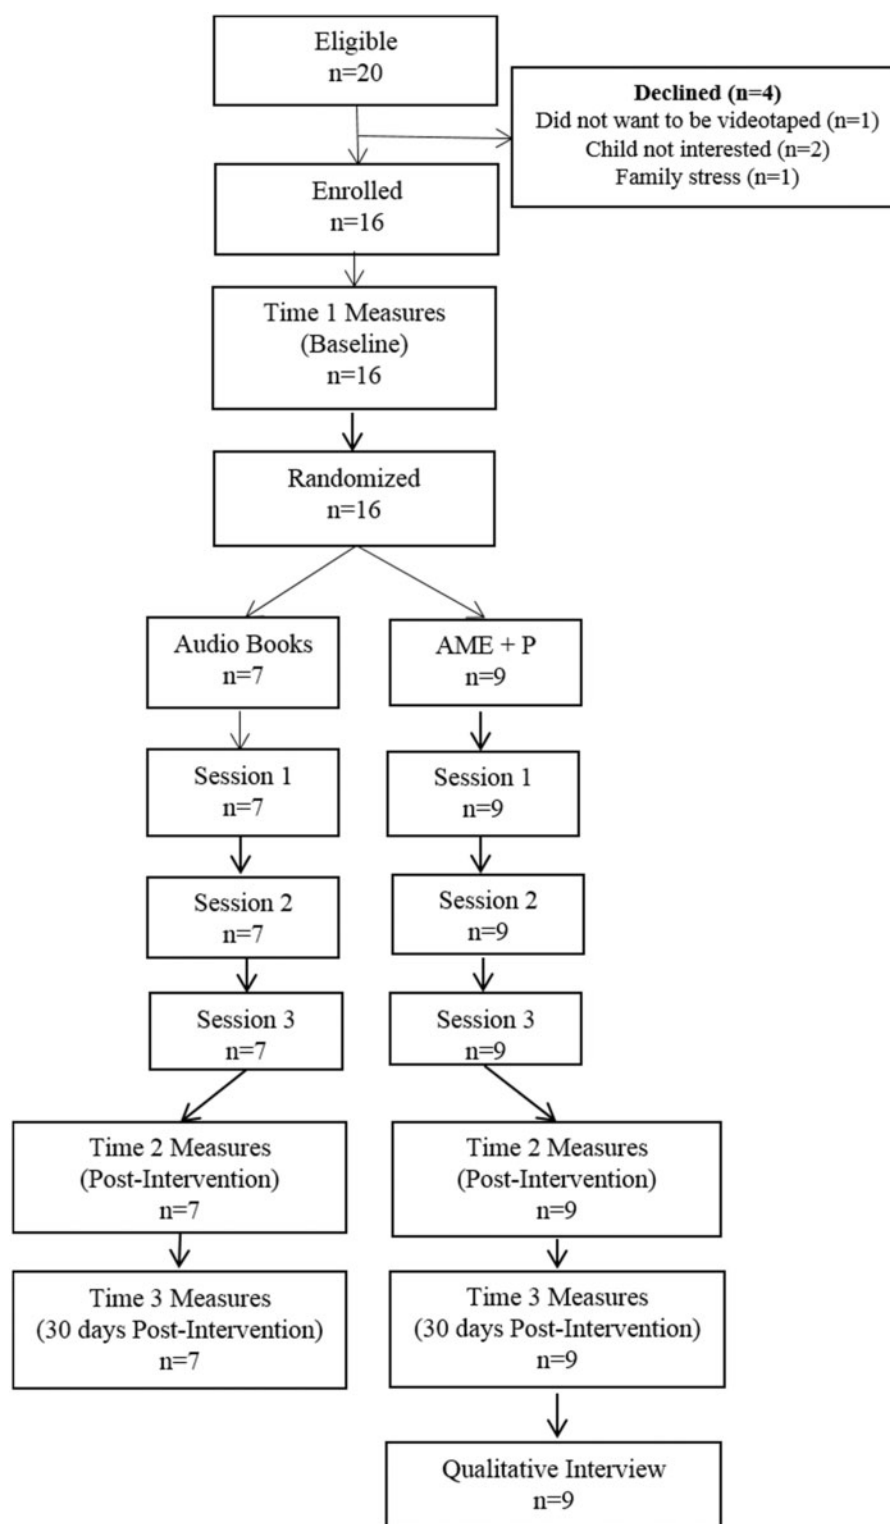 Eligible
n=20
Declined (n=4)
Did not want to be videotaped (n=1)
Child not interested (n=2)
Family stress (n=1)
Enrolled
n=16
Time 1 Measures
(Baseline)
n=16
Randomized
n=16
Audio Books
n=7
AME + P
n=9
Session 1
n=7
Session 1
n=9
Session 2
n=7
Session 2
n=9
Session 3
n=7
Session 3
n=9
Time 2 Measures
(Post-Intervention)
n=7
Time 2 Measures
(Post-Intervention)
n=9
Time 3 Measures
(30 days Post-Intervention)
n=7
Time 3 Measures
(30 days Post-Intervention)
n=9
Qualitative Interview
n=9